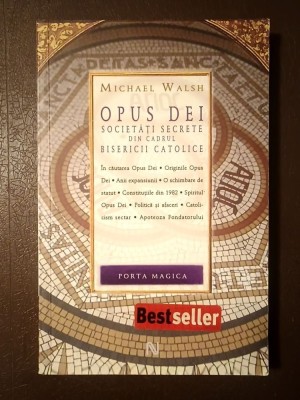 MICHAEL WALSH
OPUS DEI
SOCIETĂȚI SECRETE
DIN CADRUL
BISERICII CATOLICE
În căutarea Opus Dei • Originile Opus
Dei • Anii expansiunii • O schimbare de
statut • Constituțiile din 1982 • Spiritul
Opus Dei • Politică și afaceri • Catoli-
cism sectar • Apoteoza Fondatorului
PORTA MAGICA
Bestseller
N